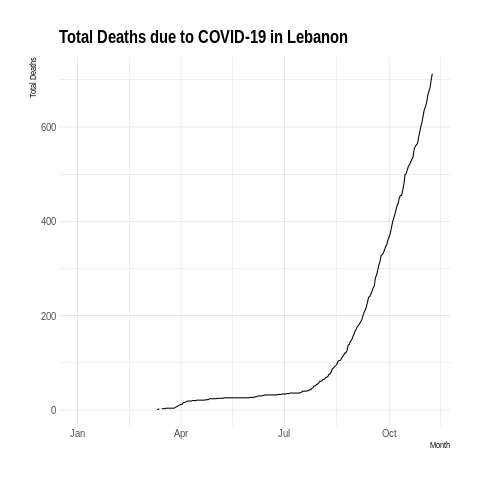 Total Deaths due to COVID-19 in Lebanon
Total Deaths
600
400
200
0
Jan Apr Jul Oct
Month